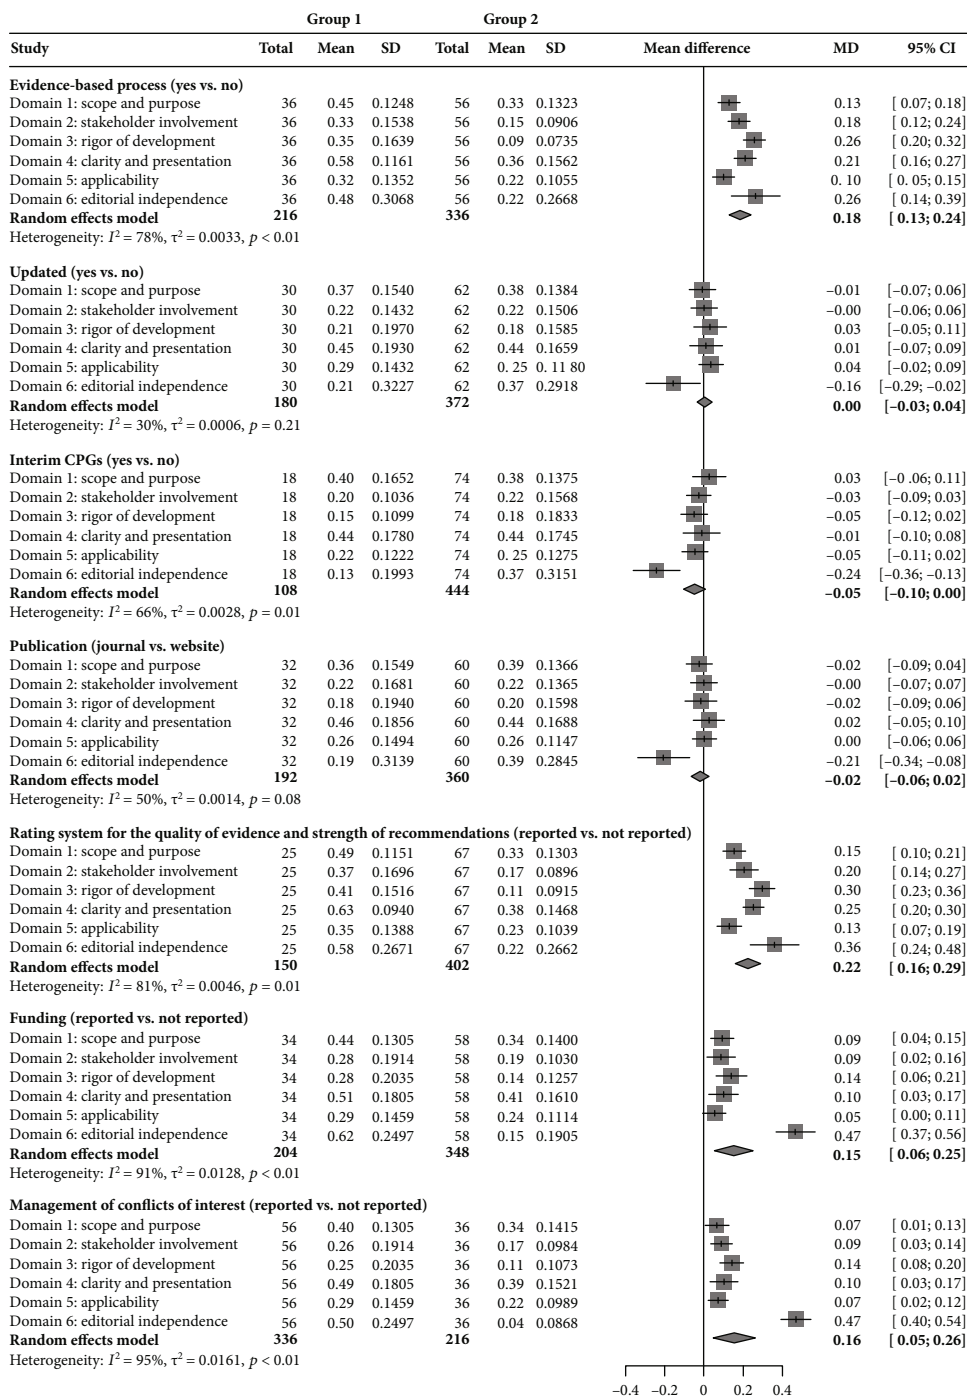 Group 1 Group 2
Study Total Mean SD Total Mean SD Mean difference MD 95% CI
Evidence-based process (yes vs. no)
Domain 1: scope and purpose 36 0.45 0.1248 56 0.33 0.1323 0.13 [ 0.07; 0.18]
Domain 2: stakeholder involvement 36 0.33 0.1538 56 0.15 0.0906 0.18 [ 0.12; 0.24]
Domain 3: rigor of development 36 0.35 0.1639 56 0.09 0.0735 0.26 [ 0.20; 0.32]
Domain 4: clarity and presentation 36 0.58 0.1161 56 0.36 0.1562 0.21 [ 0.16; 0.27]
Domain 5: applicability 36 0.32 0.1352 56 0.22 0.1055 0. 10 [ 0. 05; 0.15]
Domain 6: editorial independence 36 0.48 0.3068 56 0.22 0.2668 0.26 [ 0.14; 0.39]
Random effects model 216 336 0.18 [ 0.13; 0.24]
Heterogeneity: I² = 78%, τ² = 0.0033, p < 0.01
Updated (yes vs. no)
Domain 1: scope and purpose 30 0.37 0.1540 62 0.38 0.1384 –0.01 [–0.07; 0.06]
Domain 2: stakeholder involvement 30 0.22 0.1432 62 0.22 0.1506 –0.00 [–0.06; 0.06]
Domain 3: rigor of development 30 0.21 0.1970 62 0.18 0.1585 0.03 [–0.05; 0.11]
Domain 4: clarity and presentation 30 0.45 0.1930 62 0.44 0.1659 0.01 [–0.07; 0.09]
Domain 5: applicability 30 0.29 0.1432 62 0. 25 0. 11 80 0.04 [–0.02; 0.09]
Domain 6: editorial independence 30 0.21 0.3227 62 0.37 0.2918 –0.16 [–0.29; –0.02]
Random effects model 180 372 0.00 [–0.03; 0.04]
Heterogeneity: I² = 30%, τ² = 0.0006, p = 0.21
Interim CPGs (yes vs. no)
Domain 1: scope and purpose 18 0.40 0.1652 74 0.38 0.1375 0.03 [–0 .06; 0.11]
Domain 2: stakeholder involvement 18 0.20 0.1036 74 0.22 0.1568 –0.03 [–0.09; 0.03]
Domain 3: rigor of development 18 0.15 0.1099 74 0.18 0.1833 –0.05 [–0.12; 0.02]
Domain 4: clarity and presentation 18 0.44 0.1780 74 0.44 0.1745 –0.01 [–0.10; 0.08]
Domain 5: applicability 18 0.22 0.1222 74 0. 25 0.1275 –0.05 [–0.11; 0.02]
Domain 6: editorial independence 18 0.13 0.1993 74 0.37 0.3151 –0.24 [–0.36; –0.13]
Random effects model 108 444 –0.05 [–0.10; 0.00]
Heterogeneity: I² = 66%, τ² = 0.0028, p = 0.01
Publication (journal vs. website)
Domain 1: scope and purpose 32 0.36 0.1549 60 0.39 0.1366 –0.02 [–0.09; 0.04]
Domain 2: stakeholder involvement 32 0.22 0.1681 60 0.22 0.1365 –0.00 [–0.07; 0.07]
Domain 3: rigor of development 32 0.18 0.1940 60 0.20 0.1598 –0.02 [–0.09; 0.06]
Domain 4: clarity and presentation 32 0.46 0.1856 60 0.44 0.1688 0.02 [–0.05; 0.10]
Domain 5: applicability 32 0.26 0.1494 60 0.26 0.1147 0.00 [–0.06; 0.06]
Domain 6: editorial independence 32 0.19 0.3139 60 0.39 0.2845 –0.21 [–0.34; –0.08]
Random effects model 192 360 –0.02 [–0.06; 0.02]
Heterogeneity: I² = 50%, τ² = 0.0014, p = 0.08
Rating system for the quality of evidence and strength of recommendations (reported vs. not reported)
Domain 1: scope and purpose 25 0.49 0.1151 67 0.33 0.1303 0.15 [ 0.10; 0.21]
Domain 2: stakeholder involvement 25 0.37 0.1696 67 0.17 0.0896 0.20 [ 0.14; 0.27]
Domain 3: rigor of development 25 0.41 0.1516 67 0.11 0.0915 0.30 [ 0.23; 0.36]
Domain 4: clarity and presentation 25 0.63 0.0940 67 0.38 0.1468 0.25 [ 0.20; 0.30]
Domain 5: applicability 25 0.35 0.1388 67 0.23 0.1039 0.13 [ 0.07; 0.19]
Domain 6: editorial independence 25 0.58 0.2671 67 0.22 0.2662 0.36 [ 0.24; 0.48]
Random effects model 150 402 0.22 [ 0.16; 0.29]
Heterogeneity: I² = 81%, τ² = 0.0046, p = 0.01
Funding (reported vs. not reported)
Domain 1: scope and purpose 34 0.44 0.1305 58 0.34 0.1400 0.09 [ 0.04; 0.15]
Domain 2: stakeholder involvement 34 0.28 0.1914 58 0.19 0.1030 0.09 [ 0.02; 0.16]
Domain 3: rigor of development 34 0.28 0.2035 58 0.14 0.1257 0.14 [ 0.06; 0.21]
Domain 4: clarity and presentation 34 0.51 0.1805 58 0.41 0.1610 0.10 [ 0.03; 0.17]
Domain 5: applicability 34 0.29 0.1459 58 0.24 0.1114 0.05 [ 0.00; 0.11]
Domain 6: editorial independence 34 0.62 0.2497 58 0.15 0.1905 0.47 [ 0.37; 0.56]
Random effects model 204 348 0.15 [ 0.06; 0.25]
Heterogeneity: I² = 91%, τ² = 0.0128, p < 0.01
Management of conflicts of interest (reported vs. not reported)
Domain 1: scope and purpose 56 0.40 0.1305 36 0.34 0.1415 0.07 [ 0.01; 0.13]
Domain 2: stakeholder involvement 56 0.26 0.1914 36 0.17 0.0984 0.09 [ 0.03; 0.14]
Domain 3: rigor of development 56 0.25 0.2035 36 0.11 0.1073 0.14 [ 0.08; 0.20]
Domain 4: clarity and presentation 56 0.49 0.1805 36 0.39 0.1521 0.10 [ 0.03; 0.17]
Domain 5: applicability 56 0.29 0.1459 36 0.22 0.0989 0.07 [ 0.02; 0.12]
Domain 6: editorial independence 56 0.50 0.2497 36 0.04 0.0868 0.47 [ 0.40; 0.54]
Random effects model 336 216 0.16 [ 0.05; 0.26]
Heterogeneity: I² = 95%, τ² = 0.0161, p < 0.01
–0.4 –0.2 0 0.2 0.4